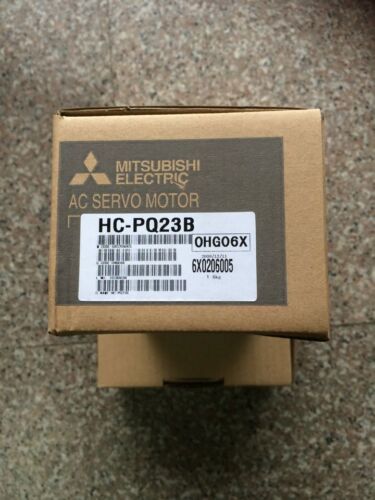 MITSUBISHI
ELECTRIC
AC SERVO MOTOR
HC-PQ23B
OHG06X
6X0206005